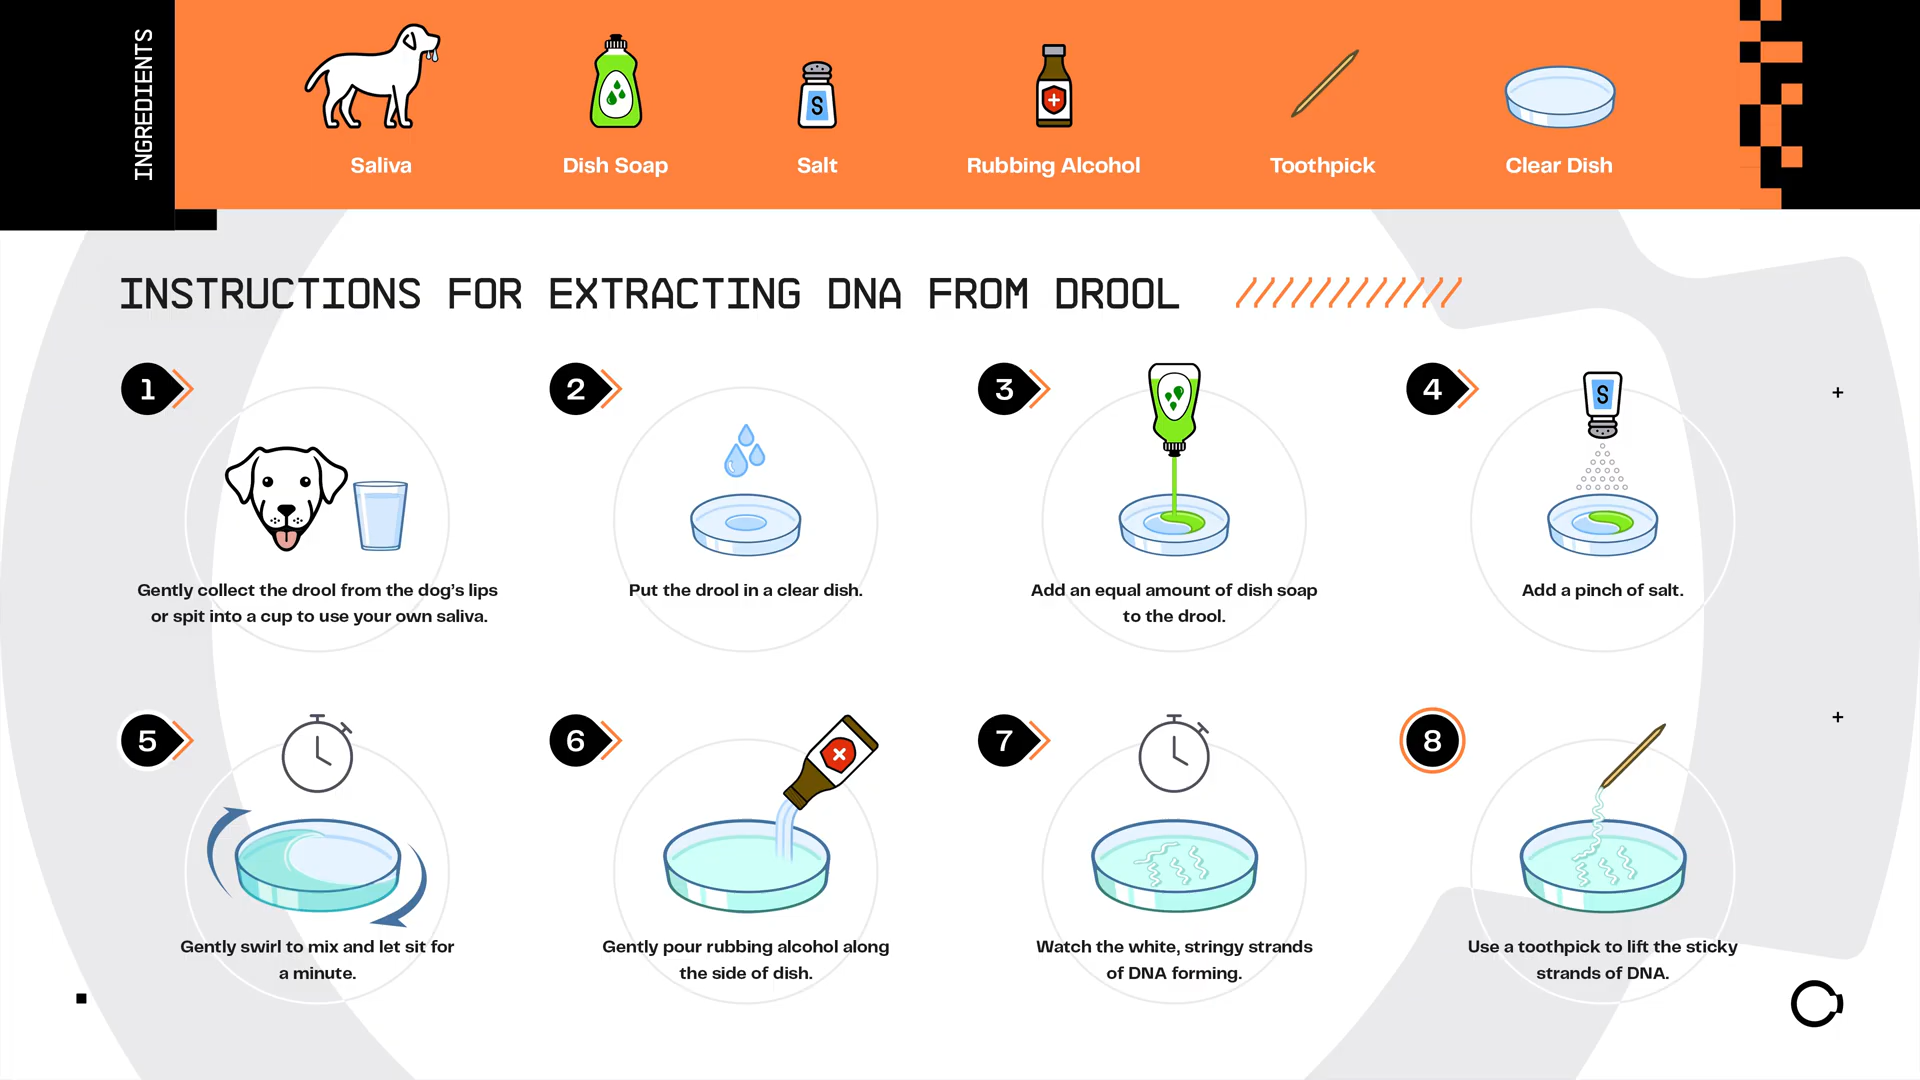 INGREDIENTS
Saliva
Dish Soap
S
Salt
Rubbing Alcohol
Toothpick
Clear Dish
INSTRUCTIONS FOR EXTRACTING DNA FROM DROOL
1
Gently collect the drool from the dog’s lips
or spit into a cup to use your own saliva.
2
Put the drool in a clear dish.
3
Add an equal amount of dish soap
to the drool.
4
S
Add a pinch of salt.
5
Gently swirl to mix and let sit for
a minute.
6
Gently pour rubbing alcohol along
the side of dish.
7
Watch the white, stringy strands
of DNA forming.
8
Use a toothpick to lift the sticky
strands of DNA.